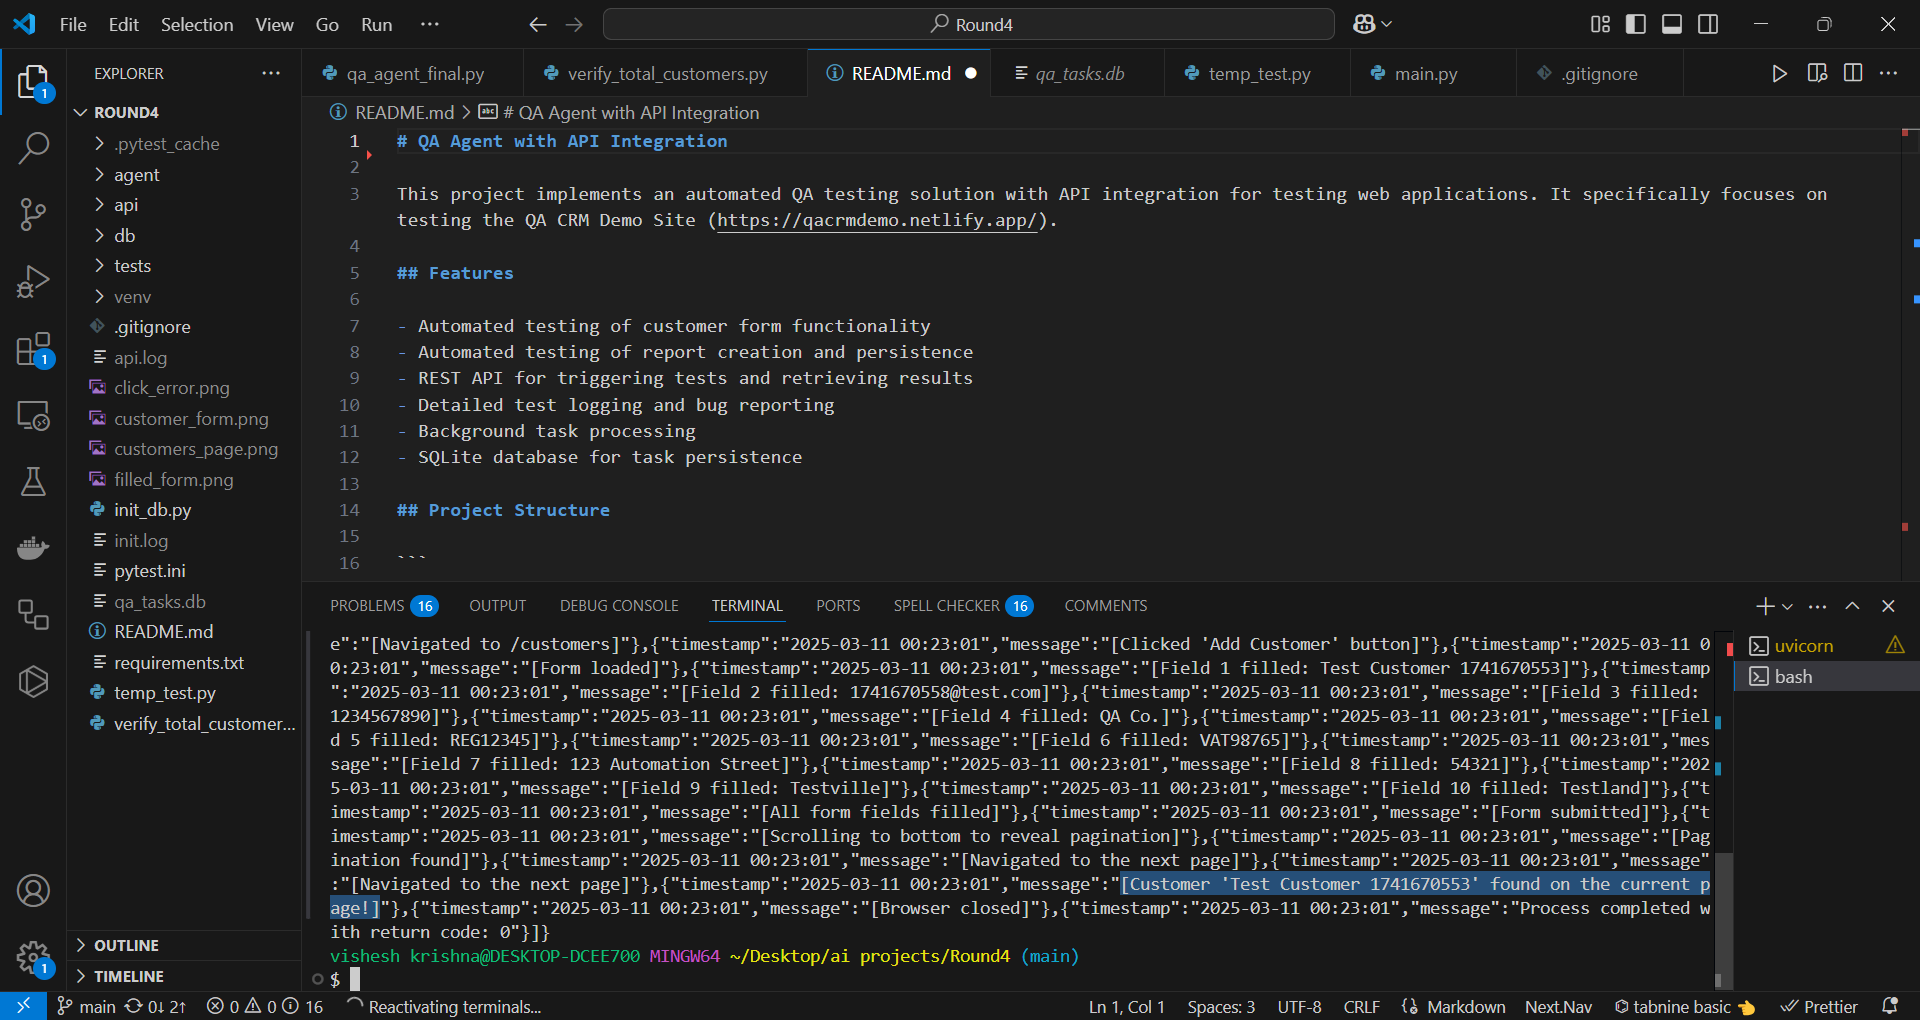 File Edit Selection View Go Run ··· Round4
EXPLORER ···
qa_agent_final.py verify_total_customers.py README.md qa_tasks.db temp_test.py main.py .gitignore
README.md > # QA Agent with API Integration
ROUND4
.pytest_cache
agent
api
db
tests
venv
.gitignore
api.log
click_error.png
customer_form.png
customers_page.png
filled_form.png
init_db.py
init.log
pytest.ini
qa_tasks.db
README.md
requirements.txt
temp_test.py
verify_total_customer...
OUTLINE
TIMELINE
1
1
1
1 # QA Agent with API Integration
2
3 This project implements an automated QA testing solution with API integration for testing web applications. It specifically focuses on
testing the QA CRM Demo Site (https://qacrmdemo.netlify.app/).
4
5 ## Features
6
7 - Automated testing of customer form functionality
8 - Automated testing of report creation and persistence
9 - REST API for triggering tests and retrieving results
10 - Detailed test logging and bug reporting
11 - Background task processing
12 - SQLite database for task persistence
13
14 ## Project Structure
15
16 ```
PROBLEMS 16 OUTPUT DEBUG CONSOLE TERMINAL PORTS SPELL CHECKER 16 COMMENTS
e":"[Navigated to /customers]"},{"timestamp":"2025-03-11 00:23:01","message":"[Clicked 'Add Customer' button]"},{"timestamp":"2025-03-11 0
0:23:01","message":"[Form loaded]"},{"timestamp":"2025-03-11 00:23:01","message":"[Field 1 filled: Test Customer 1741670553]"},{"timestamp
":"2025-03-11 00:23:01","message":"[Field 2 filled: 1741670558@test.com]"},{"timestamp":"2025-03-11 00:23:01","message":"[Field 3 filled:
1234567890]"},{"timestamp":"2025-03-11 00:23:01","message":"[Field 4 filled: QA Co.]"},{"timestamp":"2025-03-11 00:23:01","message":"[Fiel
d 5 filled: REG12345]"},{"timestamp":"2025-03-11 00:23:01","message":"[Field 6 filled: VAT98765]"},{"timestamp":"2025-03-11 00:23:01","mes
sage":"[Field 7 filled: 123 Automation Street]"},{"timestamp":"2025-03-11 00:23:01","message":"[Field 8 filled: 54321]"},{"timestamp":"202
5-03-11 00:23:01","message":"[Field 9 filled: Testville]"},{"timestamp":"2025-03-11 00:23:01","message":"[Field 10 filled: Testland]"},{"t
imestamp":"2025-03-11 00:23:01","message":"[All form fields filled]"},{"timestamp":"2025-03-11 00:23:01","message":"[Form submitted]"},{"t
imestamp":"2025-03-11 00:23:01","message":"[Scrolling to bottom to reveal pagination]"},{"timestamp":"2025-03-11 00:23:01","message":"[Pag
ination found]"},{"timestamp":"2025-03-11 00:23:01","message":"[Navigated to the next page]"},{"timestamp":"2025-03-11 00:23:01","message"
:"[Navigated to the next page]"},{"timestamp":"2025-03-11 00:23:01","message":"[Customer 'Test Customer 1741670553' found on the current p
age!]"},{"timestamp":"2025-03-11 00:23:01","message":"[Browser closed]"},{"timestamp":"2025-03-11 00:23:01","message":"Process completed w
ith return code: 0"}]}
vishesh krishna@DESKTOP-DCEE700 MINGW64 ~/Desktop/ai projects/Round4 (main)
$
uvicorn
bash
main 0↓ 2↑ 0 0 16 Reactivating terminals... Ln 1, Col 1 Spaces: 3 UTF-8 CRLF Markdown Next.Nav tabnine basic 👈 Prettier